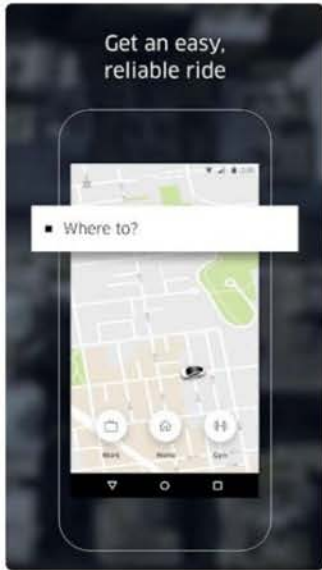 Get an easy,
reliable ride
Where to?
Work
Home
Gym